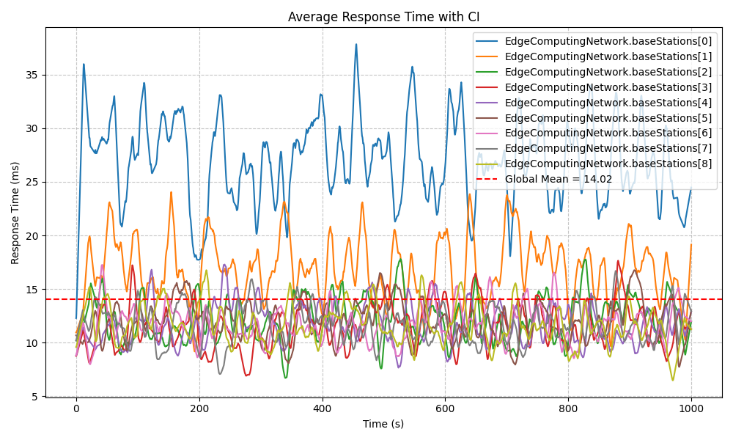 Average Response Time with CI
EdgeComputingNetwork.baseStations[0]
EdgeComputingNetwork.baseStations[1]
EdgeComputingNetwork.baseStations[2]
EdgeComputingNetwork.baseStations[3]
EdgeComputingNetwork.baseStations[4]
EdgeComputingNetwork.baseStations[5]
EdgeComputingNetwork.baseStations[6]
EdgeComputingNetwork.baseStations[7]
EdgeComputingNetwork.baseStations[8]
Global Mean = 14.02
Response Time (ms)
35
30
25
20
15
10
5
0
200
400
600
800
1000
Time (s)